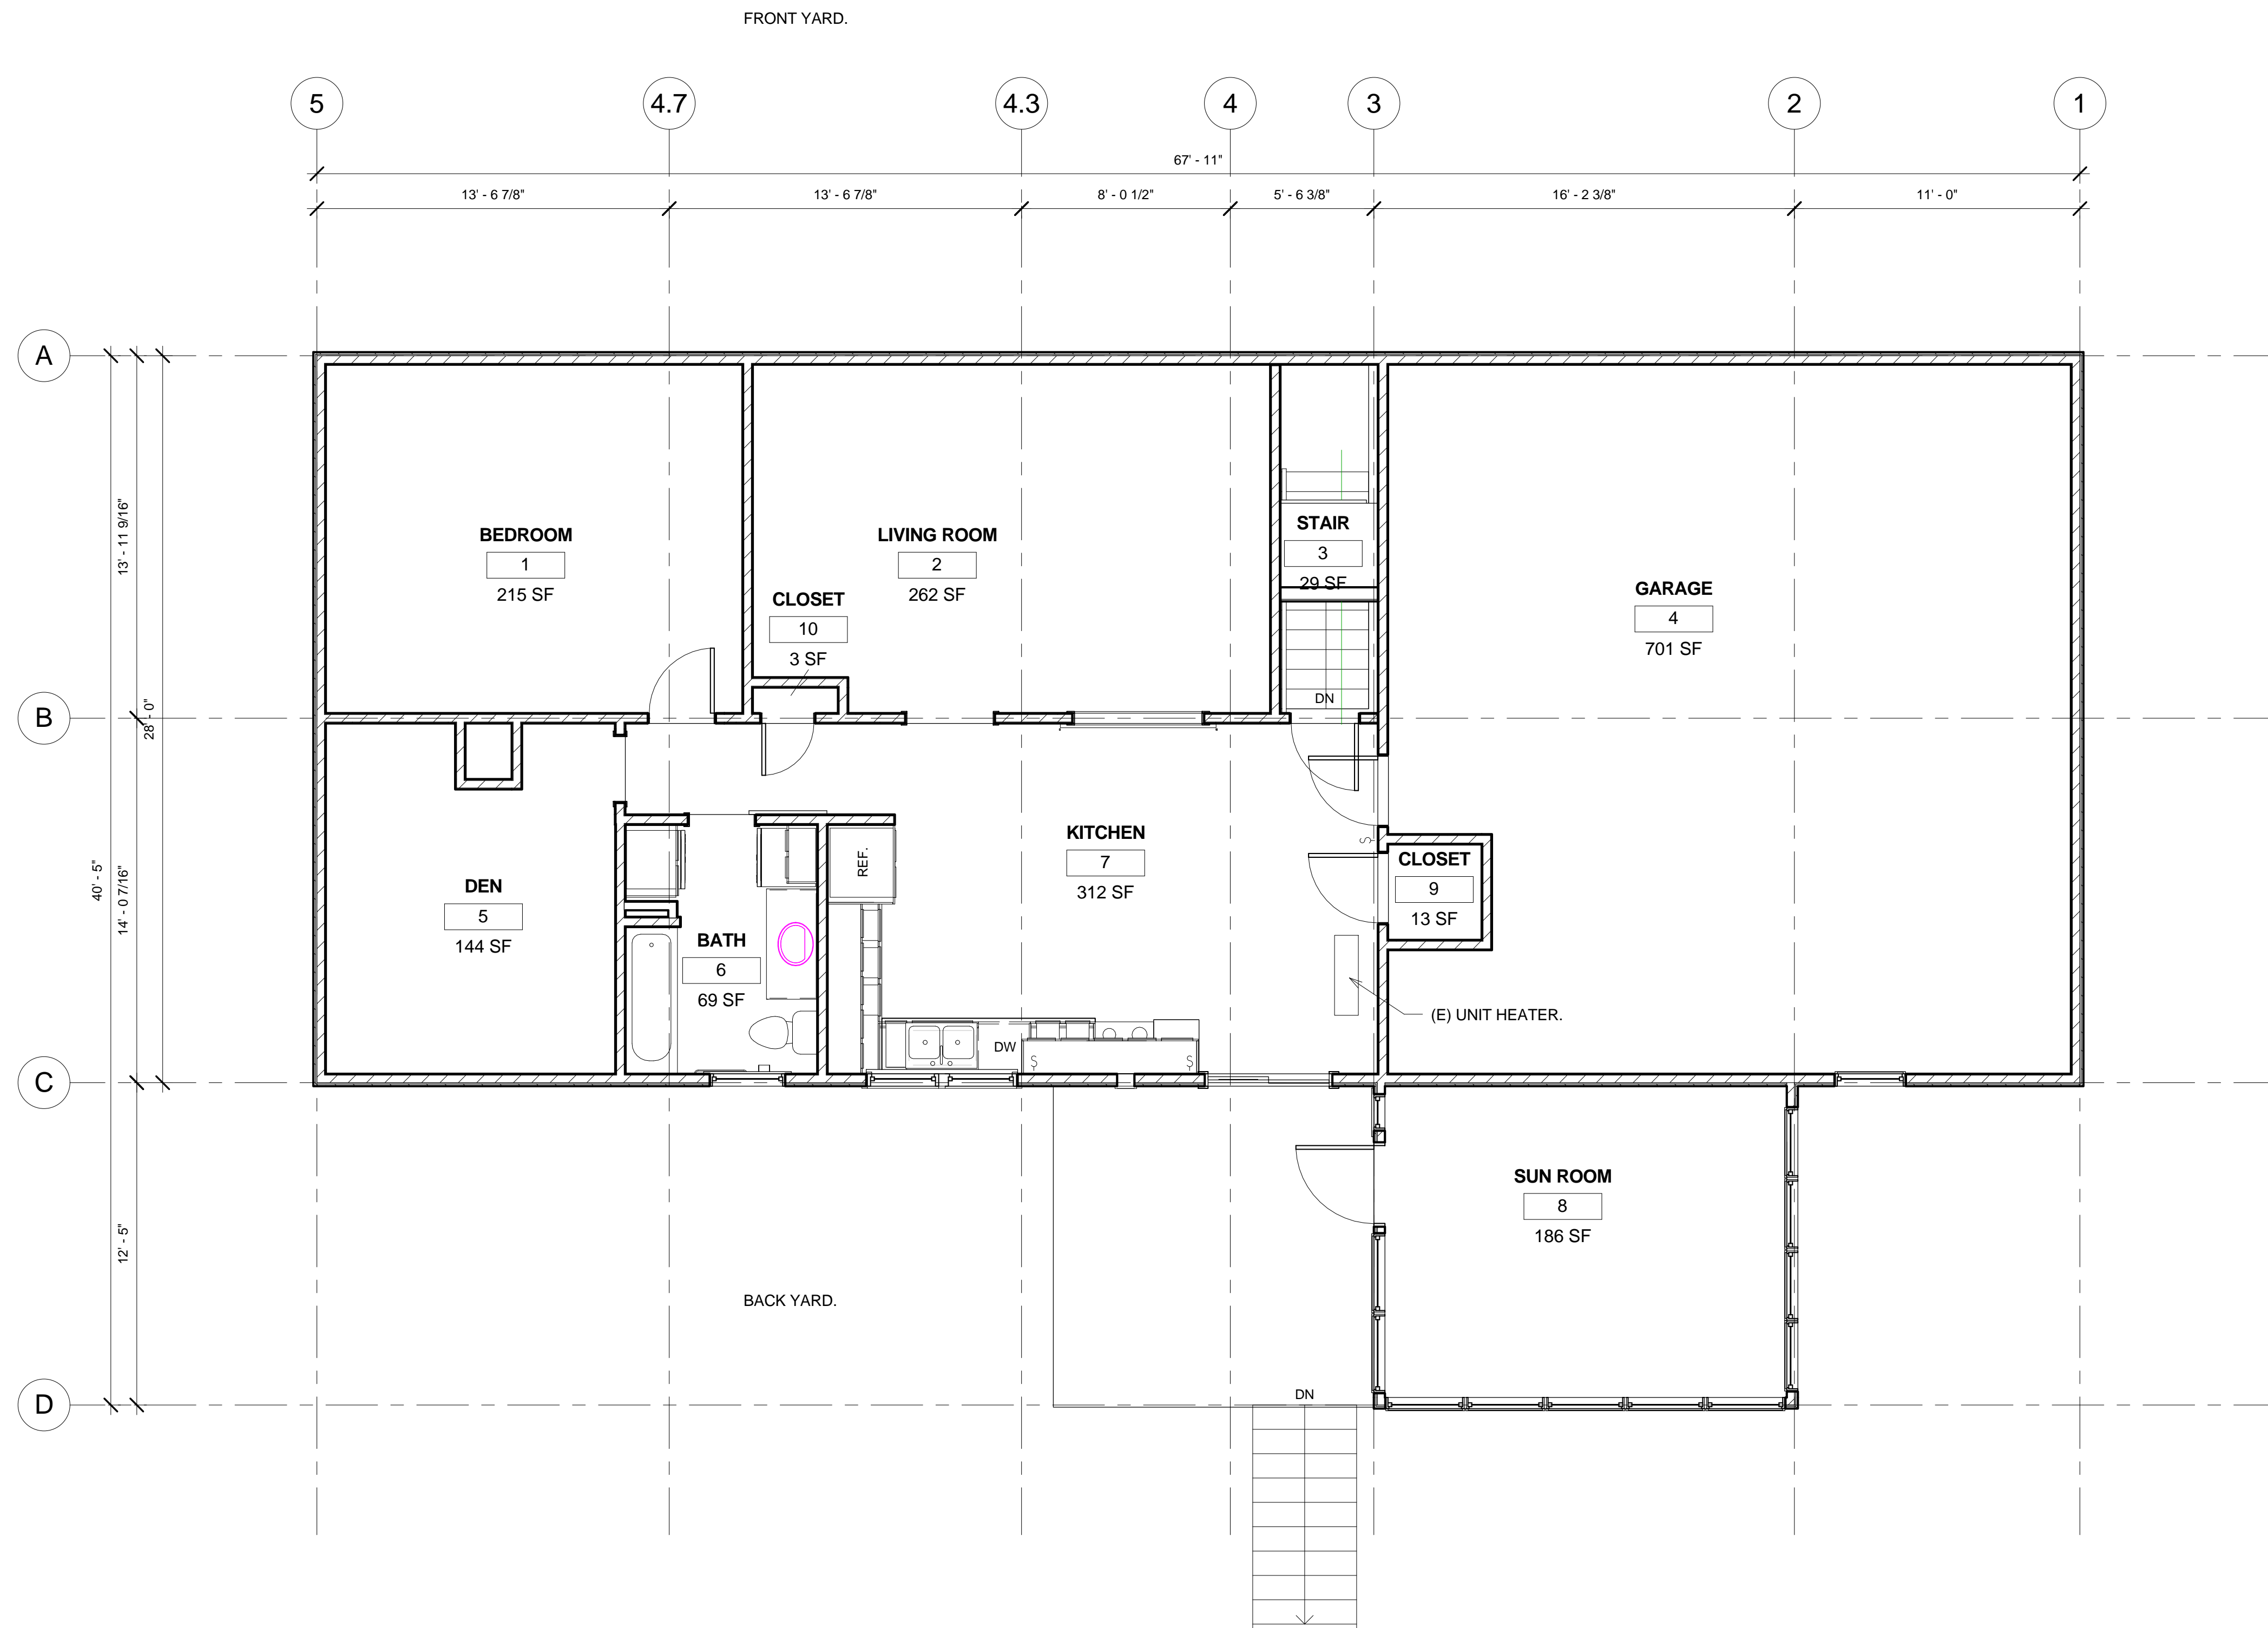 FRONT YARD.
5
4.7
4.3
4
3
2
1
67' - 11"
13' - 6 7/8"
13' - 6 7/8"
8' - 0 1/2"
5' - 6 3/8"
16' - 2 3/8"
11' - 0"
A
B
C
D
13' - 11 9/16"
28' - 0"
40' - 5"
14' - 0 7/16"
12' - 5"
BEDROOM
1
215 SF
LIVING ROOM
2
262 SF
CLOSET
10
3 SF
STAIR
3
29 SF
DN
GARAGE
4
701 SF
DEN
5
144 SF
BATH
6
69 SF
REF.
KITCHEN
7
312 SF
DW
S
S
S
CLOSET
9
13 SF
(E) UNIT HEATER.
SUN ROOM
8
186 SF
BACK YARD.
DN